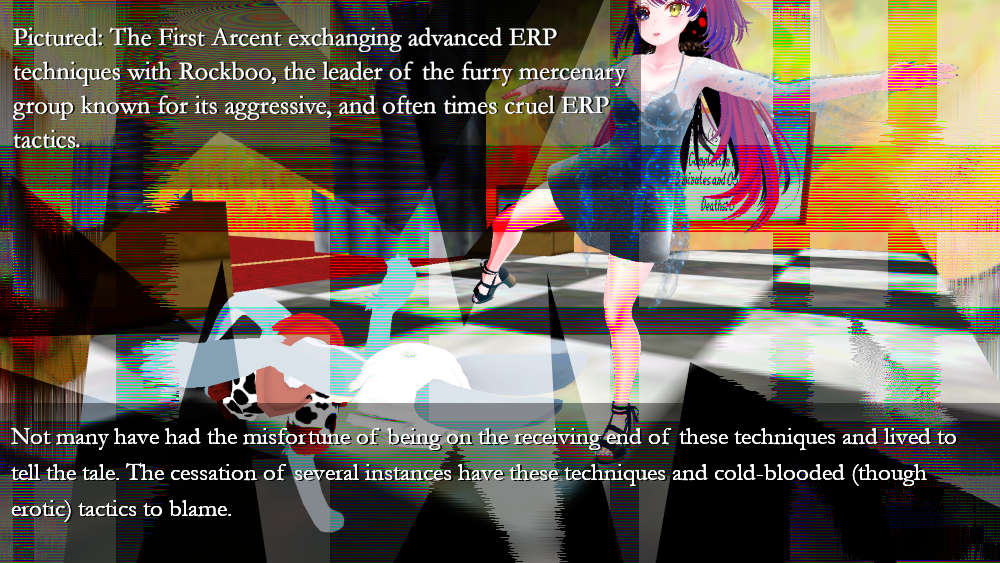 Pictured: The First Arcent exchanging advanced ERP
techniques with Rockboo, the leader of the furry mercenary
group known for its aggressive, and often times cruel ERP
tactics.
and
Deaths
Not many have had the misfortune of being on the receiving end of these techniques and lived to
tell the tale. The cessation of several instances have these techniques and cold-blooded (though
erotic) tactics to blame.